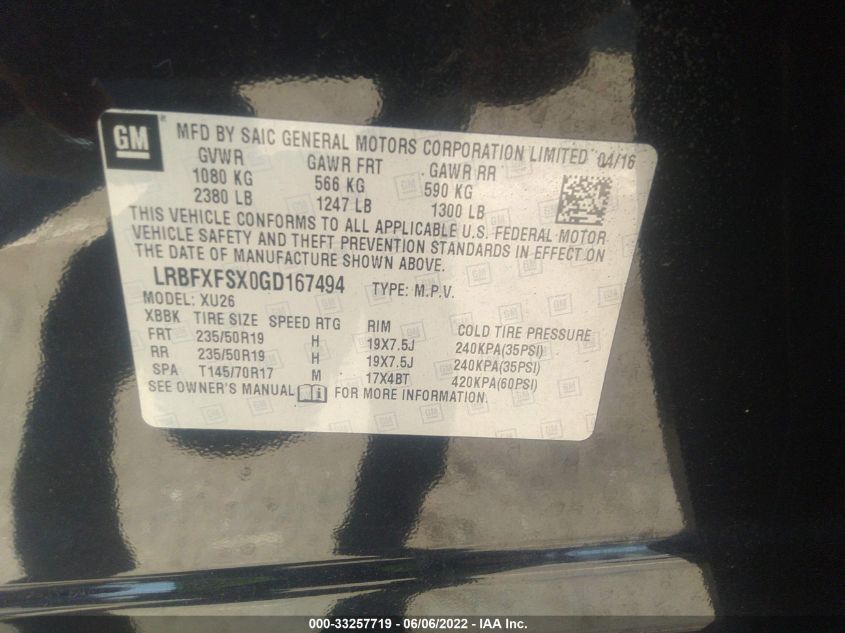 GM
MFD BY SAIC GENERAL MOTORS CORPORATION LIMITED 04/16
GVWR GAWR FRT GAWR RR
1080 KG 566 KG 590 KG
2380 LB 1247 LB 1300 LB
THIS VEHICLE CONFORMS TO ALL APPLICABLE U.S. FEDERAL MOTOR
VEHICLE SAFETY AND THEFT PREVENTION STANDARDS IN EFFECT ON
THE DATE OF MANUFACTURE SHOWN ABOVE.
LRBFXFSX0GD167494 TYPE: M.P.V.
MODEL: XU26
XBBK TIRE SIZE SPEED RTG RIM COLD TIRE PRESSURE
FRT 235/50R19 H 19X7.5J 240KPA(35PSI)
RR 235/50R19 H 19X7.5J 240KPA(35PSI)
SPA T145/70R17 M 17X4BT 420KPA(60PSI)
SEE OWNER'S MANUAL FOR MORE INFORMATION.
000-33257719 - 06/06/2022 - IAA Inc.